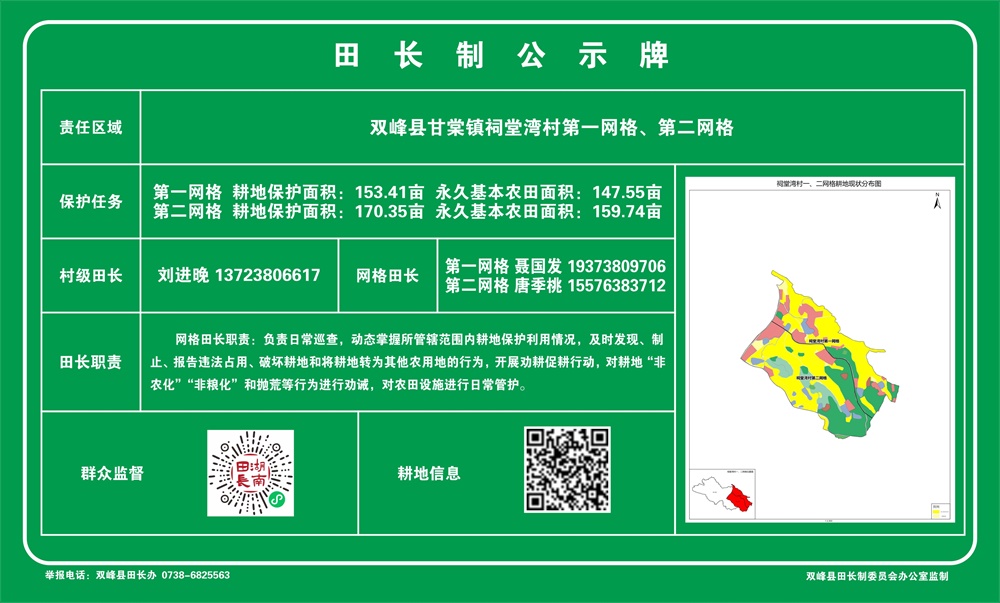 田长制公示牌
责任区域
双峰县甘棠镇祠堂湾村第一网格、第二网格
保护任务
第一网格 耕地保护面积：153.41亩 永久基本农田面积：147.55亩
第二网格 耕地保护面积：170.35亩 永久基本农田面积：159.74亩
村级田长
刘进晚 13723806617
网格田长
第一网格 聂国发 19373809706
第二网格 唐季桃 15576383712
田长职责
网格田长职责：负责日常巡查，动态掌握所管辖范围内耕地保护利用情况，及时发现、制
止、报告违法占用、破坏耕地和将耕地转为其他农用地的行为，开展劝耕促耕行动，对耕地“非
农化”“非粮化”和抛荒等行为进行劝诫，对农田设施进行日常管护。
祠堂湾村一、二网格耕地现状分布图
N
祠堂湾村第一网格
祠堂湾村第二网格
群众监督
湖南
田長
耕地信息
举报电话：双峰县田长办 0738-6825563
双峰县田长制委员会办公室监制